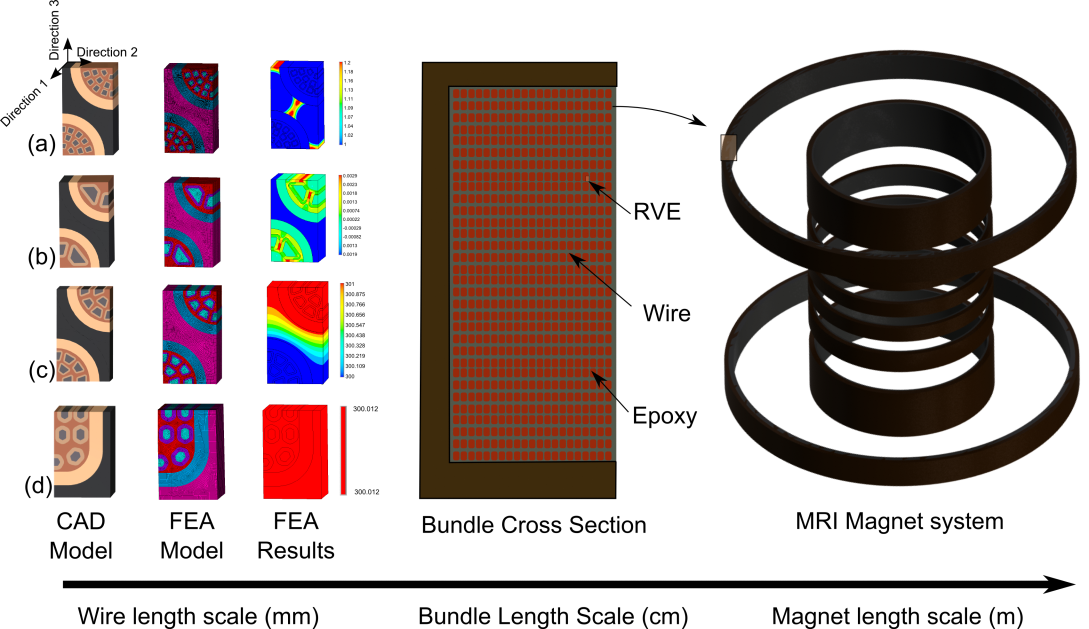 Direction 3
Direction 2
Direction 1
(a)
1.2
1.18
1.16
1.13
1.11
1.09
1.07
1.04
1.02
1
(b)
0.0029
0.0023
0.0018
0.0013
0.00074
0.00022
-0.00029
-0.00082
0.0013
0.0019
(c)
301
300.875
300.766
300.656
300.547
300.438
300.328
300.219
300.109
300
(d)
300.012
300.012
CAD
Model
FEA
Model
FEA
Results
RVE
Wire
Epoxy
Bundle Cross Section
MRI Magnet system
Wire length scale (mm)
Bundle Length Scale (cm)
Magnet length scale (m)